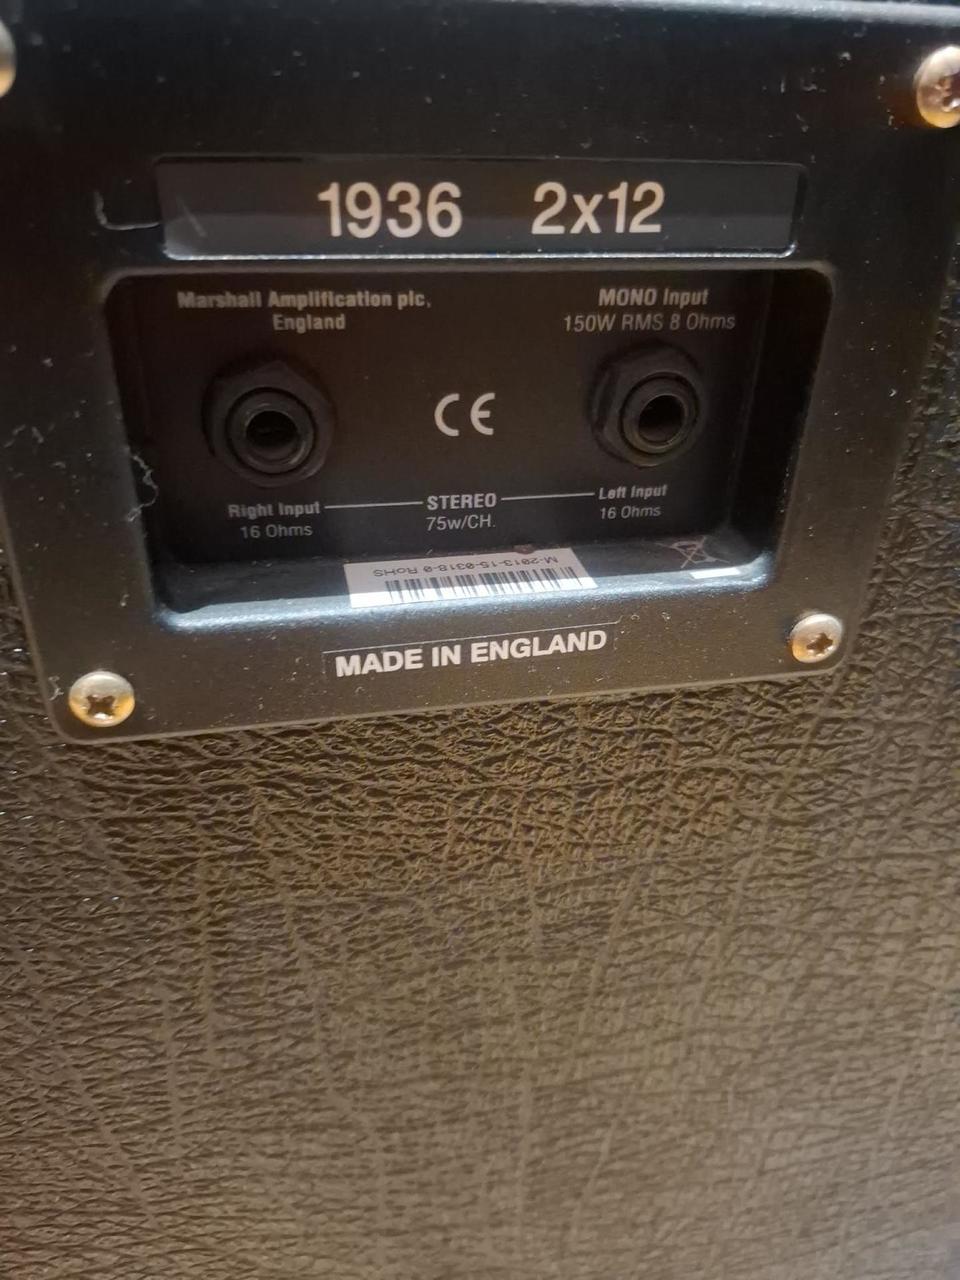 1936 2x12
Marshall Amplification plc.
England
MONO Input
150W RMS 8 Ohms
CE
Right Input
16 Ohms
STEREO
75w/CH.
Left Input
16 Ohms
M-2013-15-0318-0 RoHS
MADE IN ENGLAND